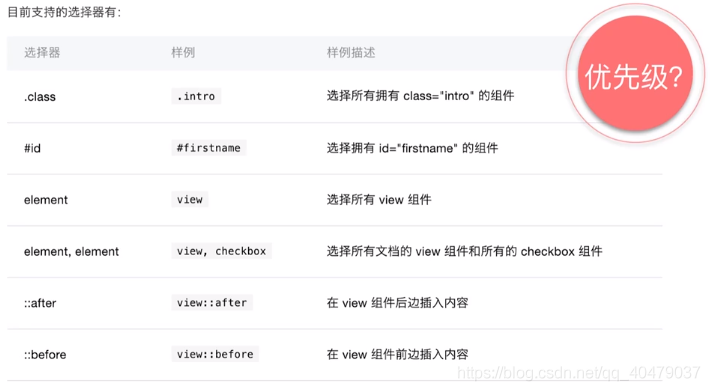 目前支持的选择器有:
优先级?
选择器 样例 样例描述
.class .intro 选择所有拥有 class="intro" 的组件
#id #firstname 选择拥有 id="firstname" 的组件
element view 选择所有 view 组件
element, element view, checkbox 选择所有文档的 view 组件和所有的 checkbox 组件
::after view::after 在 view 组件后边插入内容
::before view::before 在 view 组件前边插入内容
https://blog.csdn.net/qq_40479037